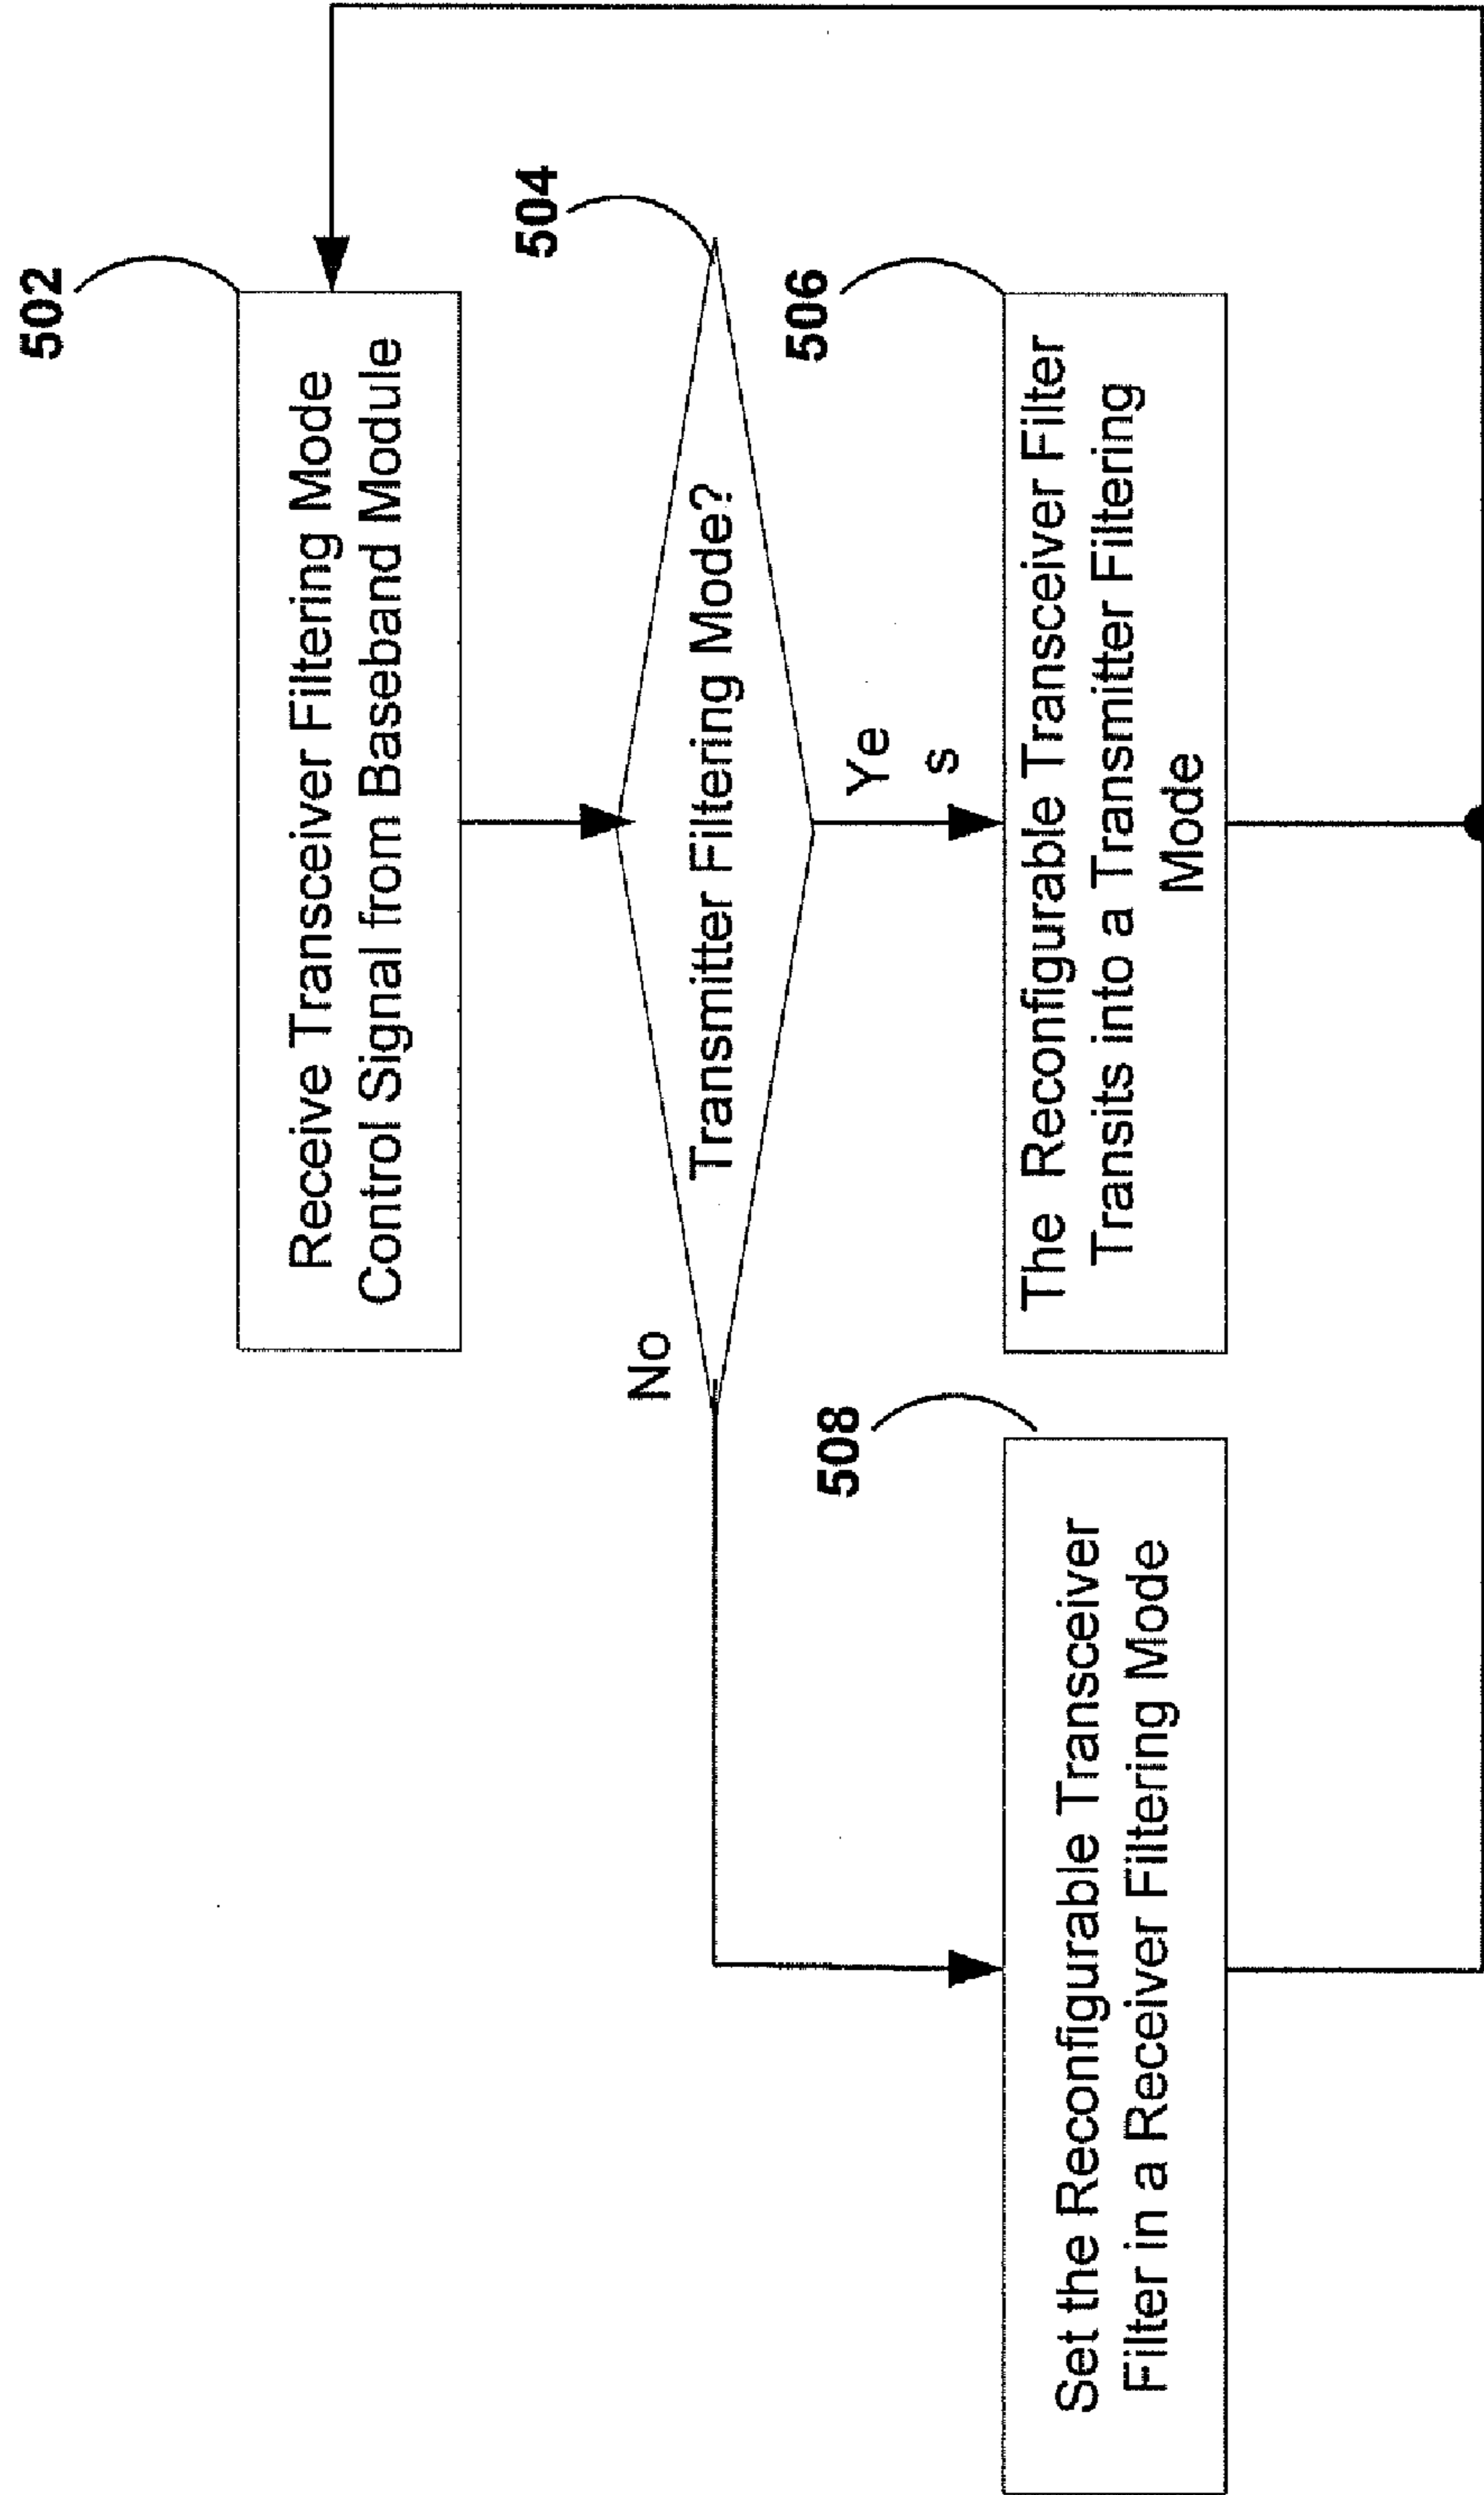 502
Receive Transceiver Filtering Mode
Control Signal from Baseband Module
504
Transmitter Filtering Mode?
No
Ye
s
506
The Reconfigurable Transceiver Filter
Transits into a Transmitter Filtering
Mode
508
Set the Reconfigurable Transceiver
Filter in a Receiver Filtering Mode